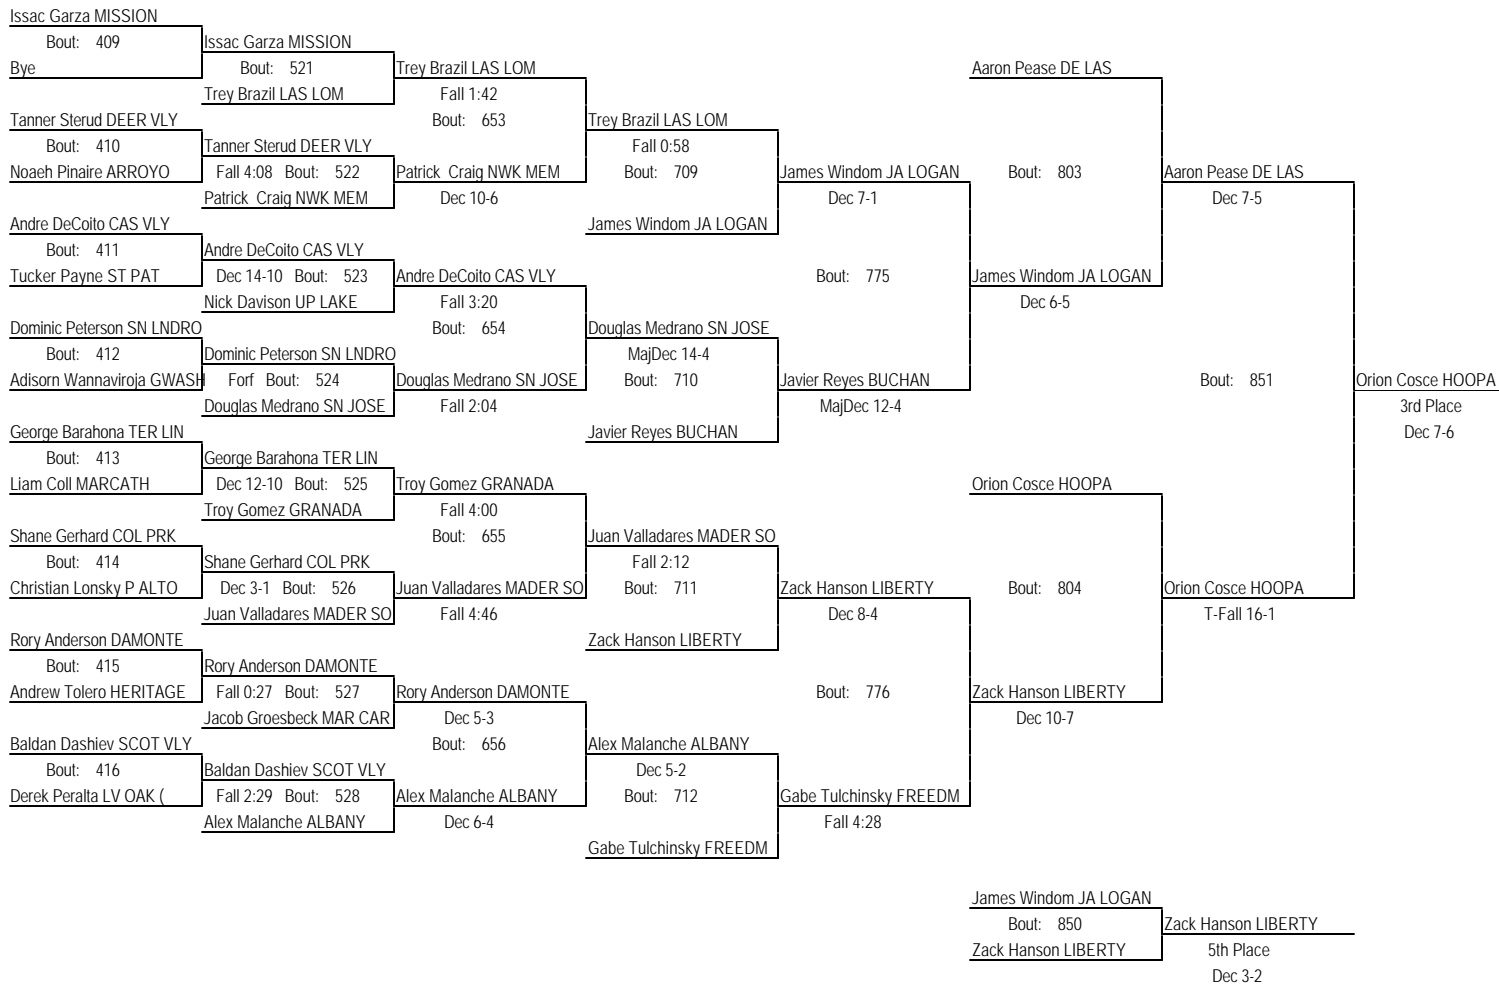 Issac Garza MISSION
Bout: 409
Bye
Tanner Sterud DEER VLY
Bout: 410
Noaeh Pinaire ARROYO
Andre DeCoito CAS VLY
Bout: 411
Tucker Payne ST PAT
Dominic Peterson SN LNDRO
Bout: 412
Adisorn Wannaviroja GWASH
George Barahona TER LIN
Bout: 413
Liam Coll MARCATH
Shane Gerhard COL PRK
Bout: 414
Christian Lonsky P ALTO
Rory Anderson DAMONTE
Bout: 415
Andrew Tolero HERITAGE
Baldan Dashiev SCOT VLY
Bout: 416
Derek Peralta LV OAK (
Issac Garza MISSION
Bout: 521
Trey Brazil LAS LOM
Tanner Sterud DEER VLY
Fall 4:08 Bout: 522
Patrick Craig NWK MEM
Andre DeCoito CAS VLY
Dec 14-10 Bout: 523
Nick Davison UP LAKE
Dominic Peterson SN LNDRO
Forf Bout: 524
Douglas Medrano SN JOSE
George Barahona TER LIN
Dec 12-10 Bout: 525
Troy Gomez GRANADA
Shane Gerhard COL PRK
Dec 3-1 Bout: 526
Juan Valladares MADER SO
Rory Anderson DAMONTE
Fall 0:27 Bout: 527
Jacob Groesbeck MAR CAR
Baldan Dashiev SCOT VLY
Fall 2:29 Bout: 528
Alex Malanche ALBANY
Trey Brazil LAS LOM
Fall 1:42
Bout: 653
Patrick Craig NWK MEM
Dec 10-6
Andre DeCoito CAS VLY
Fall 3:20
Bout: 654
Douglas Medrano SN JOSE
Fall 2:04
Troy Gomez GRANADA
Fall 4:00
Bout: 655
Juan Valladares MADER SO
Fall 4:46
Rory Anderson DAMONTE
Dec 5-3
Bout: 656
Alex Malanche ALBANY
Dec 6-4
Trey Brazil LAS LOM
Fall 0:58
Bout: 709
James Windom JA LOGAN
Douglas Medrano SN JOSE
MajDec 14-4
Bout: 710
Javier Reyes BUCHAN
Juan Valladares MADER SO
Fall 2:12
Bout: 711
Zack Hanson LIBERTY
Alex Malanche ALBANY
Dec 5-2
Bout: 712
Gabe Tulchinsky FREEDM
James Windom JA LOGAN
Dec 7-1
Bout: 775
Javier Reyes BUCHAN
MajDec 12-4
Zack Hanson LIBERTY
Dec 8-4
Bout: 776
Gabe Tulchinsky FREEDM
Fall 4:28
Aaron Pease DE LAS
Bout: 803
James Windom JA LOGAN
Dec 6-5
Orion Cosce HOOPA
Bout: 804
Zack Hanson LIBERTY
Dec 10-7
Aaron Pease DE LAS
Dec 7-5
Bout: 851
Orion Cosce HOOPA
T-Fall 16-1
Orion Cosce HOOPA
3rd Place
Dec 7-6
James Windom JA LOGAN
Bout: 850
Zack Hanson LIBERTY
Zack Hanson LIBERTY
5th Place
Dec 3-2